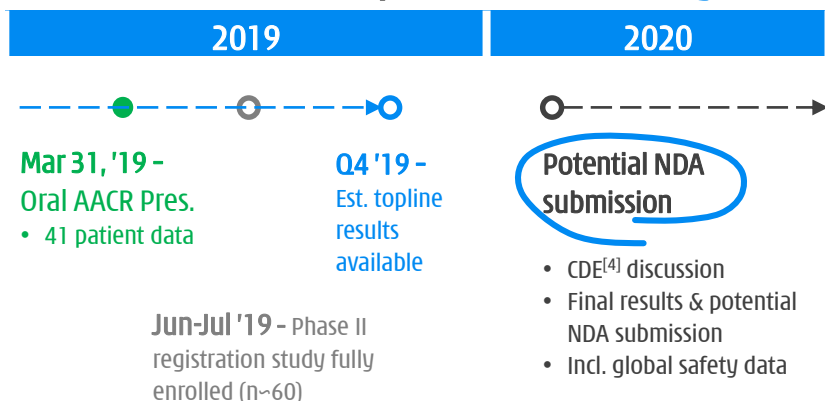 2019
2020
Mar 31, '19 –
Oral AACR Pres.
• 41 patient data
Q4 '19 –
Est. topline
results
available
Jun-Jul '19 – Phase II
registration study fully
enrolled (n~60)
Potential NDA
submission
• CDE[4] discussion
• Final results & potential
NDA submission
• Incl. global safety data